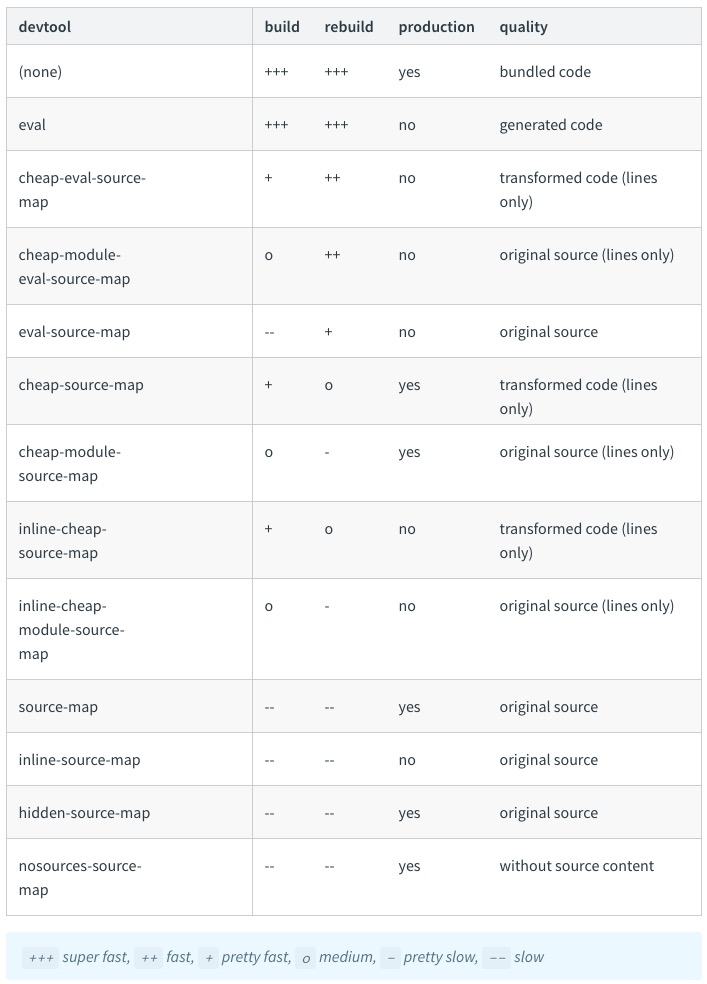 devtool build rebuild production quality
(none) +++ +++ yes bundled code
eval +++ +++ no generated code
cheap-eval-source- + ++ no transformed code (lines
map only)
cheap-module- o ++ no original source (lines only)
eval-source-map
eval-source-map -- + no original source
cheap-source-map + o yes transformed code (lines
only)
cheap-module- o - yes original source (lines only)
source-map
inline-cheap- + o no transformed code (lines
source-map only)
inline-cheap- o - no original source (lines only)
module-source-
map
source-map -- -- yes original source
inline-source-map -- -- no original source
hidden-source-map -- -- yes original source
nosources-source- -- -- yes without source content
map
+++ super fast, ++ fast, + pretty fast, o medium, - pretty slow, -- slow